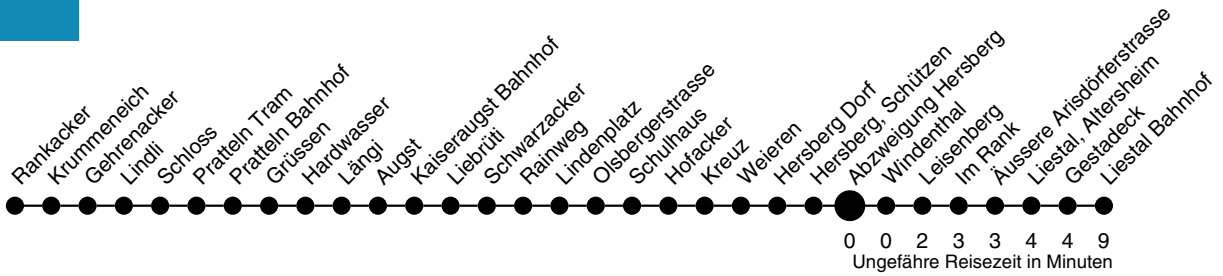 Rankacker
Krummeneich
Gehrenacker
Lindli
Schloss
Pratteln Tram
Pratteln Bahnhof
Grüssen
Hardwasser
Längi
Augst
Kaiseraugst Bahnhof
Liebrüti
Schwarzacker
Rainweg
Lindenplatz
Olsbergerstrasse
Schulhaus
Hofacker
Kreuz
Weieren
Hersberg Dorf
Hersberg, Schützen
Abzweigung Hersberg
Windenthal
Leisenberg
Im Rank
Äussere Arisdörferstrasse
Liestal, Altersheim
Gestadeck
Liestal Bahnhof
0 0 2 3 3 4 4 9
Ungefähre Reisezeit in Minuten